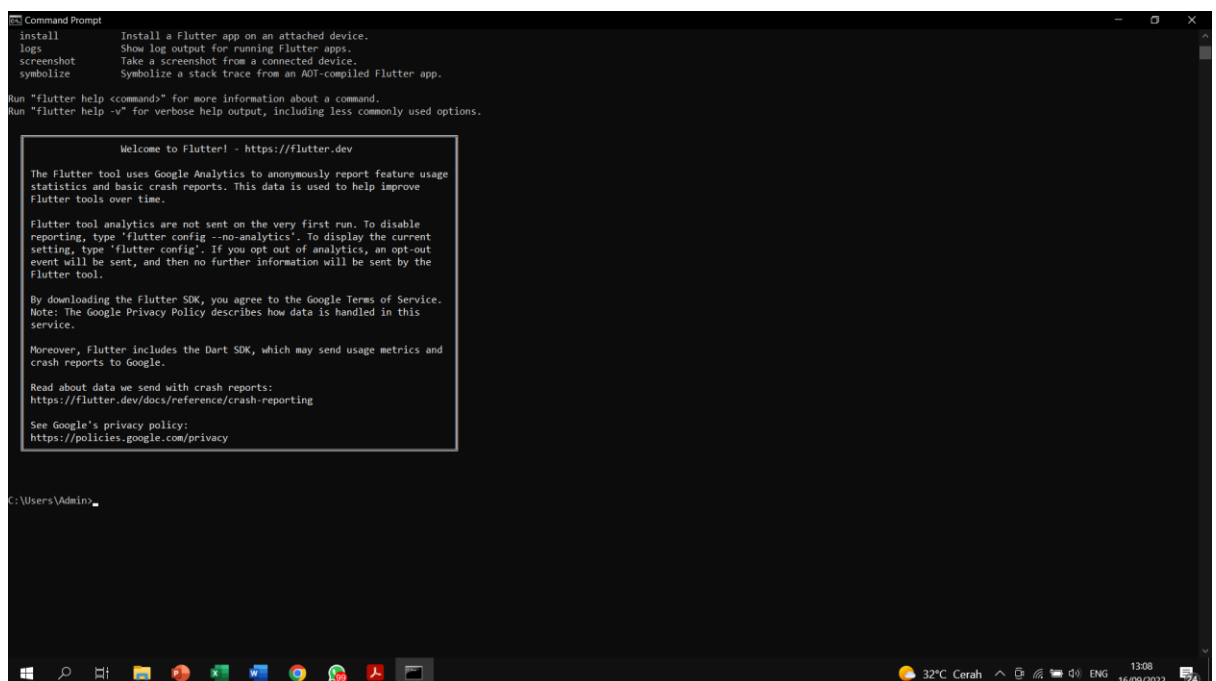 Command Prompt
install Install a Flutter app on an attached device.
logs Show log output for running Flutter apps.
screenshot Take a screenshot from a connected device.
symbolize Symbolize a stack trace from an AOT-compiled Flutter app.
Run "flutter help <command>" for more information about a command.
Run "flutter help -v" for verbose help output, including less commonly used options.
Welcome to Flutter! - https://flutter.dev
The Flutter tool uses Google Analytics to anonymously report feature usage
statistics and basic crash reports. This data is used to help improve
Flutter tools over time.
Flutter tool analytics are not sent on the very first run. To disable
reporting, type 'flutter config --no-analytics'. To display the current
setting, type 'flutter config'. If you opt out of analytics, an opt-out
event will be sent, and then no further information will be sent by the
Flutter tool.
By downloading the Flutter SDK, you agree to the Google Terms of Service.
Note: The Google Privacy Policy describes how data is handled in this
service.
Moreover, Flutter includes the Dart SDK, which may send usage metrics and
crash reports to Google.
Read about data we send with crash reports:
https://flutter.dev/docs/reference/crash-reporting
See Google's privacy policy:
https://policies.google.com/privacy
C:\Users\Admin>
32°C Cerah ENG
13:08